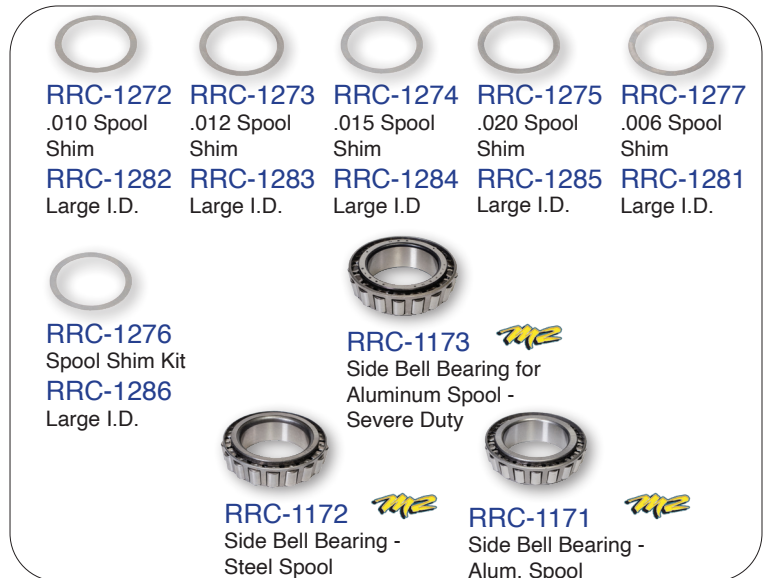 RRC-1272 RRC-1273 RRC-1274 RRC-1275 RRC-1277
.010 Spool .012 Spool .015 Spool .020 Spool .006 Spool
Shim Shim Shim Shim Shim
RRC-1282 RRC-1283 RRC-1284 RRC-1285 RRC-1281
Large I.D. Large I.D. Large I.D Large I.D. Large I.D.
RRC-1276
Spool Shim Kit
RRC-1286
Large I.D.
RRC-1173 M2
Side Bell Bearing for
Aluminum Spool -
Severe Duty
RRC-1172 M2
Side Bell Bearing -
Steel Spool
RRC-1171 M2
Side Bell Bearing -
Alum. Spool